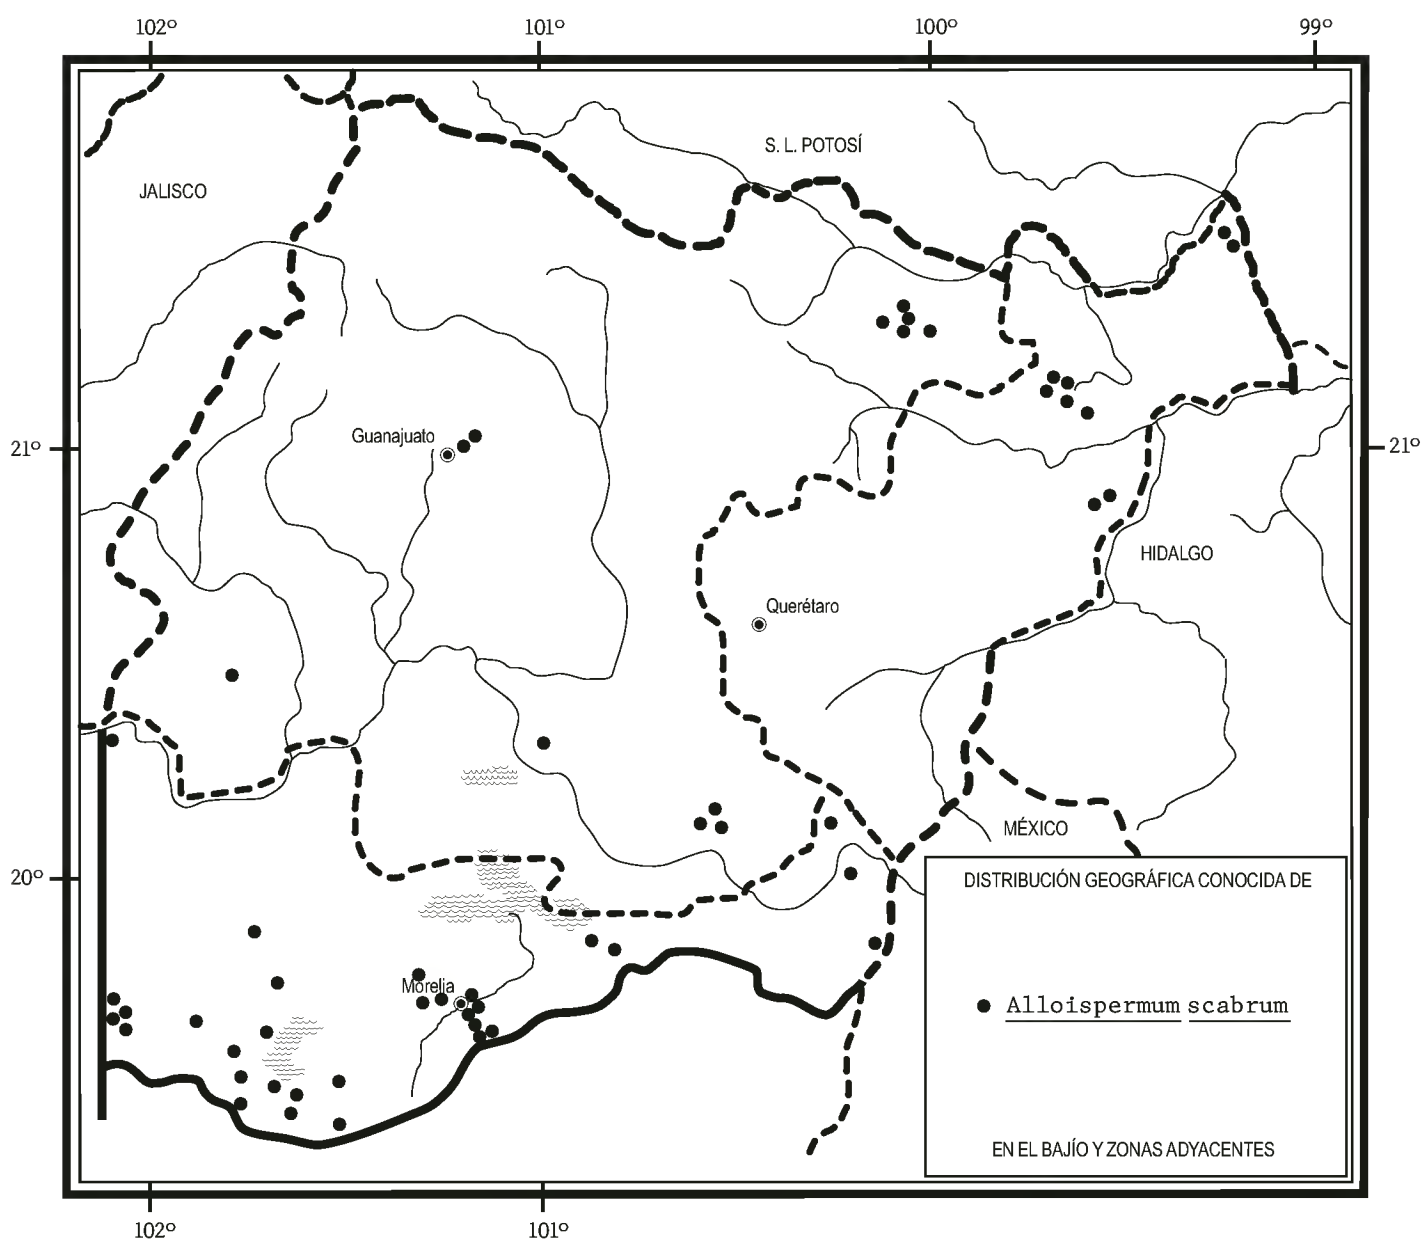 102° 101° 100° 99°
S. L. POTOSÍ
JALISCO
Guanajuato
21° 21°
HIDALGO
Querétaro
MÉXICO
20°
DISTRIBUCIÓN GEOGRÁFICA CONOCIDA DE
Morelia
Alloispermum scabrum
EN EL BAJÍO Y ZONAS ADYACENTES
102° 101°